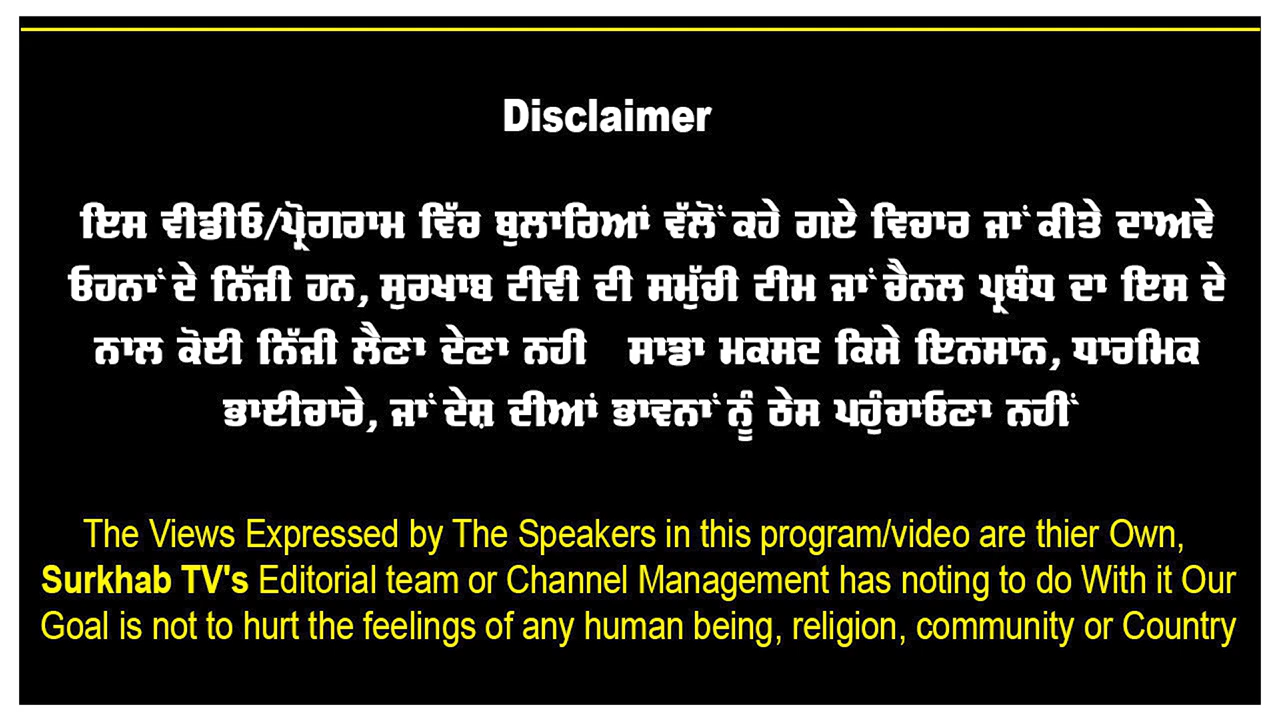 Disclaimer
ਇਸ ਵੀਡੀਓ/ਪ੍ਰੋਗਰਾਮ ਵਿੱਚ ਬੁਲਾਰਿਆਂ ਵੱਲੋਂ ਕਹੇ ਗਏ ਵਿਚਾਰ ਜਾਂ ਕੀਤੇ ਦਾਅਵੇ
ਓਹਨਾਂ ਦੇ ਨਿੱਜੀ ਹਨ, ਸੁਰਖਾਬ ਟੀਵੀ ਦੀ ਸਮੁੱਚੀ ਟੀਮ ਜਾਂ ਚੈਨਲ ਪ੍ਰਬੰਧ ਦਾ ਇਸ ਦੇ
ਨਾਲ ਕੋਈ ਨਿੱਜੀ ਲੈਣਾ ਦੇਣਾ ਨਹੀ ਸਾਡਾ ਮਕਸਦ ਕਿਸੇ ਇਨਸਾਨ, ਧਾਰਮਿਕ
ਭਾਈਚਾਰੇ, ਜਾਂ ਦੇਸ਼ ਦੀਆਂ ਭਾਵਨਾਂ ਨੂੰ ਠੇਸ ਪਹੁੰਚਾਓਣਾ ਨਹੀਂ
The Views Expressed by The Speakers in this program/video are thier Own,
Surkhab TV's Editorial team or Channel Management has noting to do With it Our
Goal is not to hurt the feelings of any human being, religion, community or Country